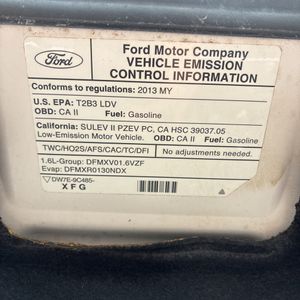 Ford
Ford Motor Company
VEHICLE EMISSION
CONTROL INFORMATION
Conforms to regulations: 2013 MY
U.S. EPA: T2B3 LDV
OBD: CA II Fuel: Gasoline
California: SULEV II PZEV PC, CA HSC 39037.05
Low-Emission Motor Vehicle. OBD: CA II Fuel: Gasoline
TWC/HO2S/AFS/CAC/TC/DFI No adjustments needed.
1.6L-Group: DFMXV01.6VZF
Evap: DFMXR0130NDX
DW7E-9C485-
X F G